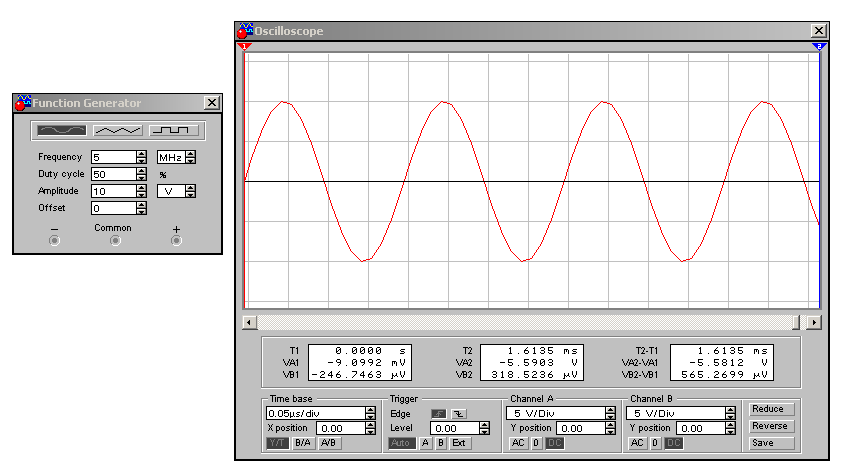 Oscilloscope
1 2
Function Generator
Frequency 5 MHz
Duty cycle 50 %
Amplitude 10 V
Offset 0
− Common +
T1 0.0000 s T2 1.6135 ms T2-T1 1.6135 ms
VA1 -9.0992 mV VA2 -5.5903 V VA2-VA1 -5.5812 V
VB1 -246.7463 µV VB2 318.5236 µV VB2-VB1 565.2699 µV
Time base Trigger Channel A Channel B
0.05µs/div Edge 5 V/Div 5 V/Div Reduce
X position 0.00 Level 0.00 Y position 0.00 Y position 0.00 Reverse
Y/T B/A A/B Auto A B Ext AC 0 DC AC 0 DC Save